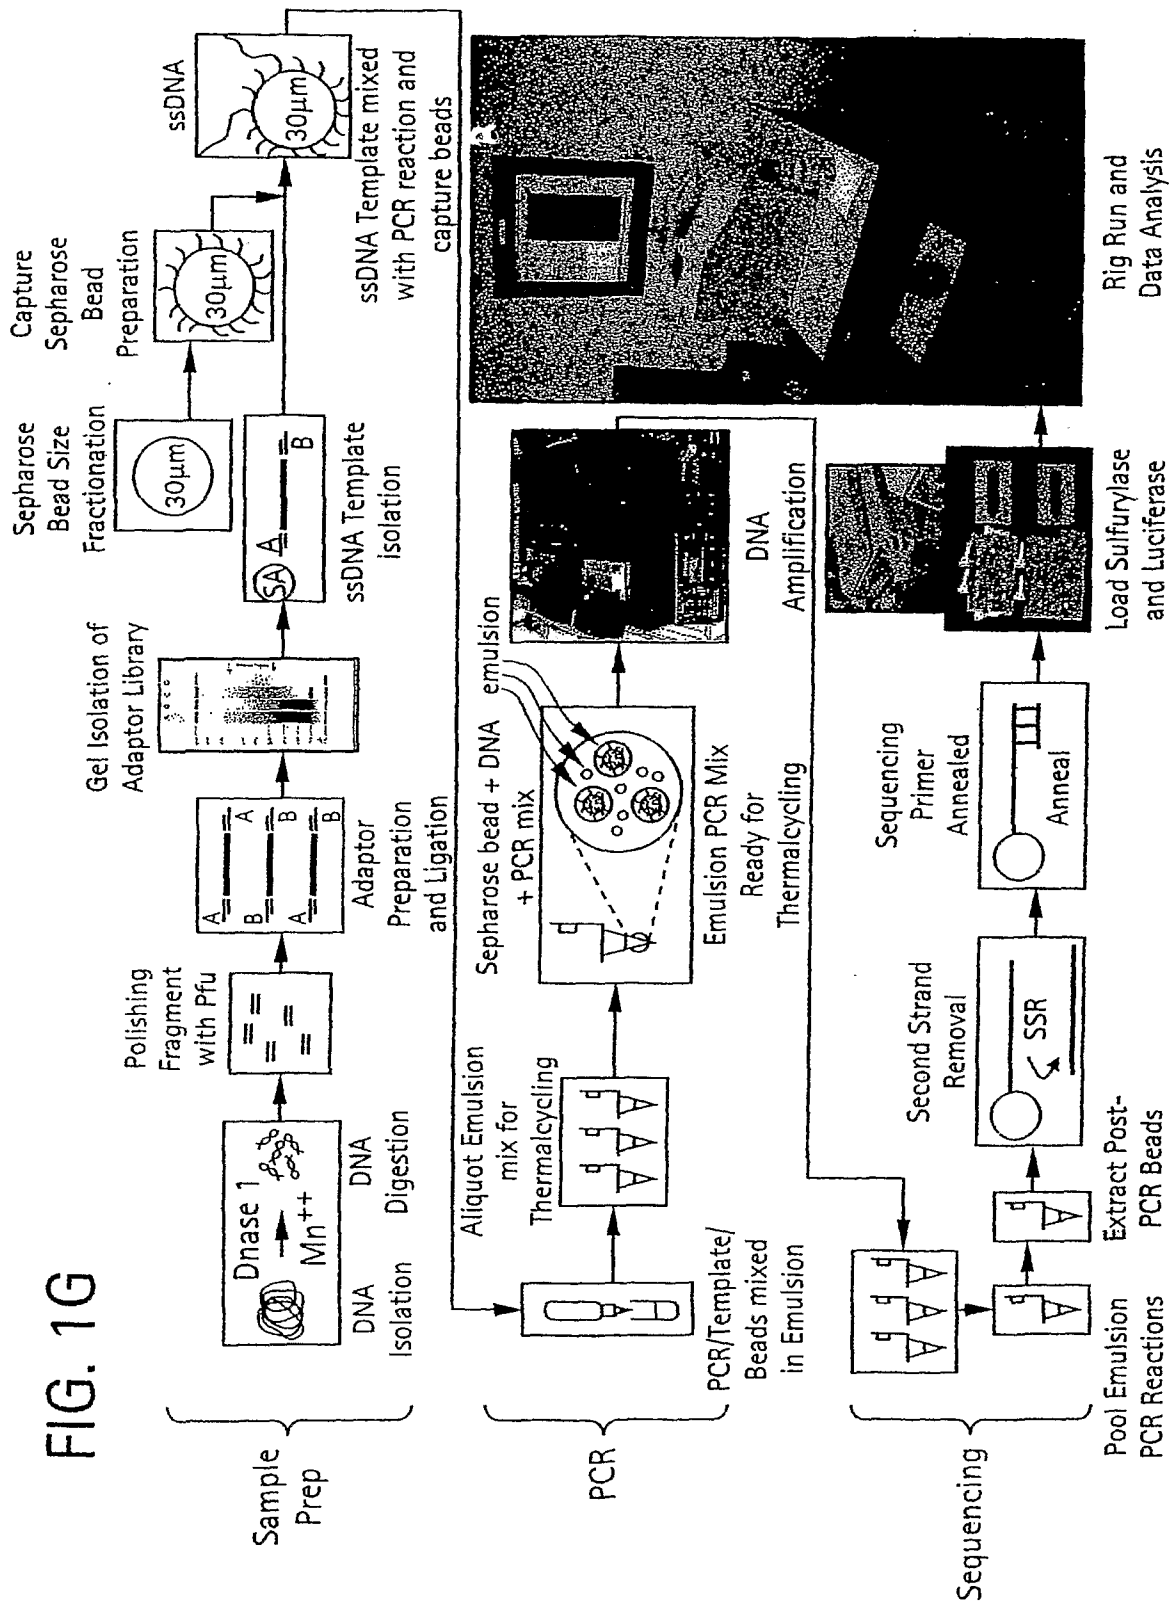 FIG. 1G
Sample
Prep
Dnase 1
Mn++
DNA
Isolation
DNA
Digestion
Polishing
Fragment
with Pfu
A
A
B
B
A
B
Adaptor
Preparation
and Ligation
Gel Isolation of
Adaptor Library
SA
A
B
ssDNA Template
isolation
Sepharose
Bead Size
Fractionation
30μm
Capture
Sepharose
Bead
Preparation
30μm
ssDNA
30μm
ssDNA Template mixed
with PCR reaction and
capture beads
PCR
PCR/Template/
Beads mixed
in Emulsion
Aliquot Emulsion
mix for
Thermalcycling
Sepharose bead + DNA
+ PCR mix
emulsion
Emulsion PCR Mix
Ready for
Thermalcycling
DNA
Amplification
Sequencing
Pool Emulsion
PCR Reactions
Extract Post-
PCR Beads
Second Strand
Removal
SSR
Sequencing
Primer
Annealed
Anneal
Load Sulfurylase
and Luciferase
Rig Run and
Data Analysis